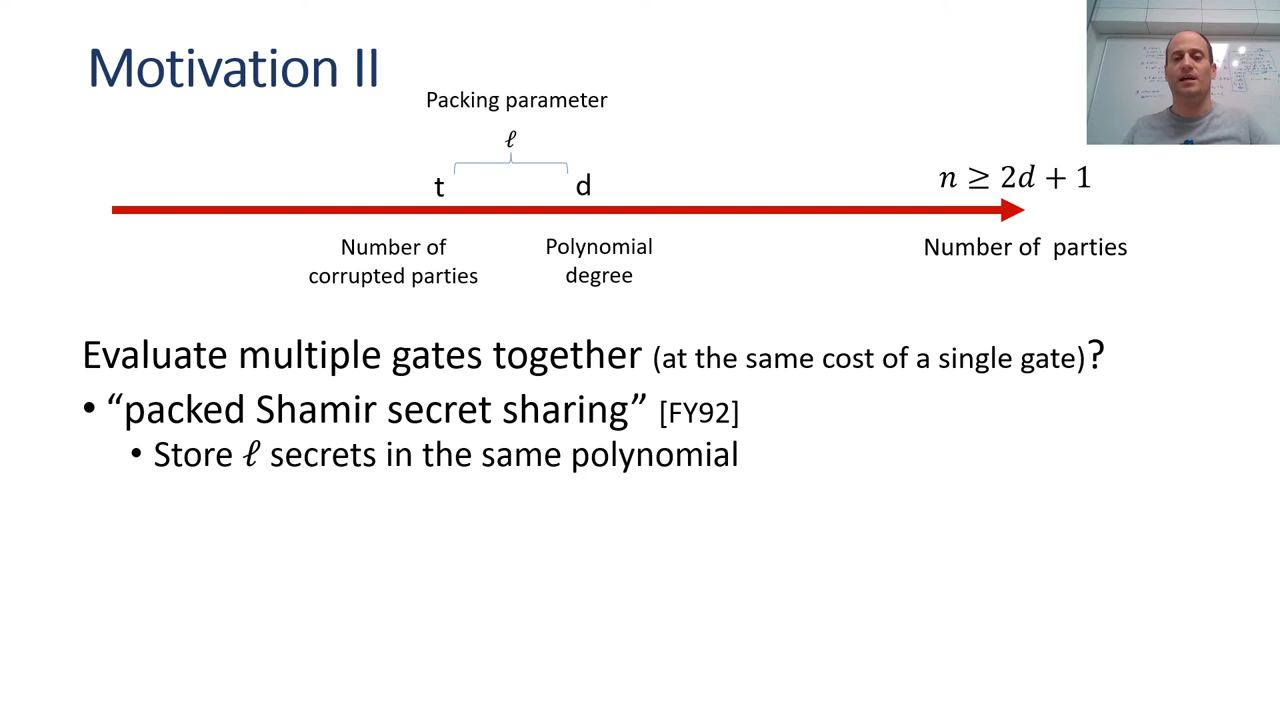 Motivation II
Packing parameter
ℓ
t
d
n ≥ 2d + 1
Number of
corrupted parties
Polynomial
degree
Number of parties
Evaluate multiple gates together (at the same cost of a single gate)?
• “packed Shamir secret sharing” [FY92]
• Store ℓ secrets in the same polynomial